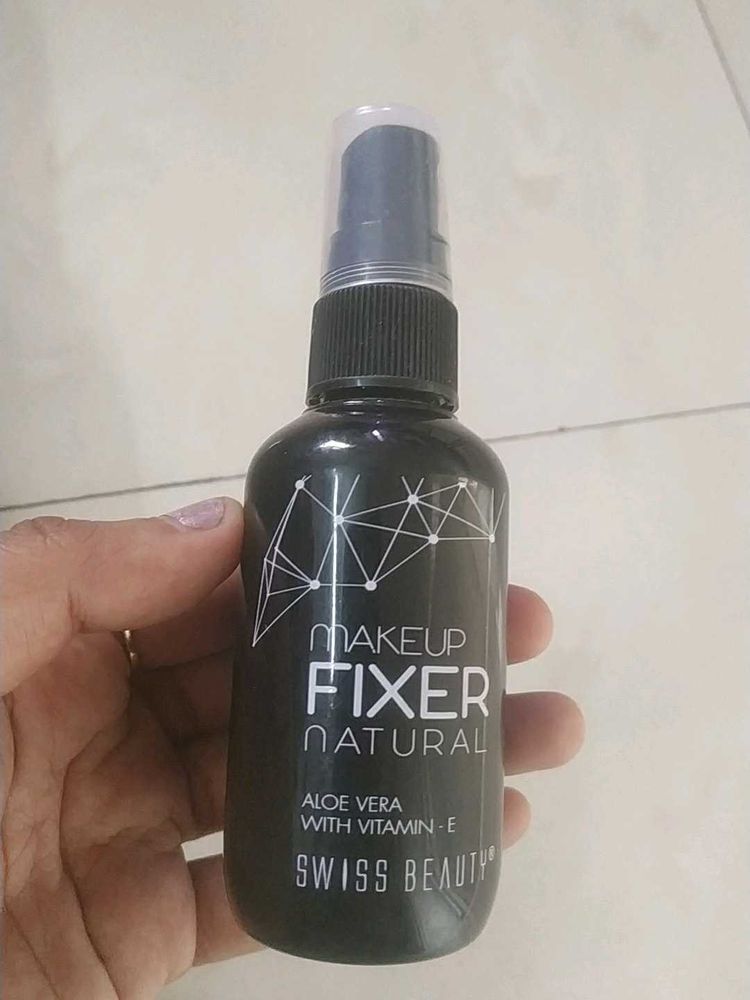 MAKEUP
FIXER
NATURAL
ALOE VERA
WITH VITAMIN - E
SWISS BEAUTY®